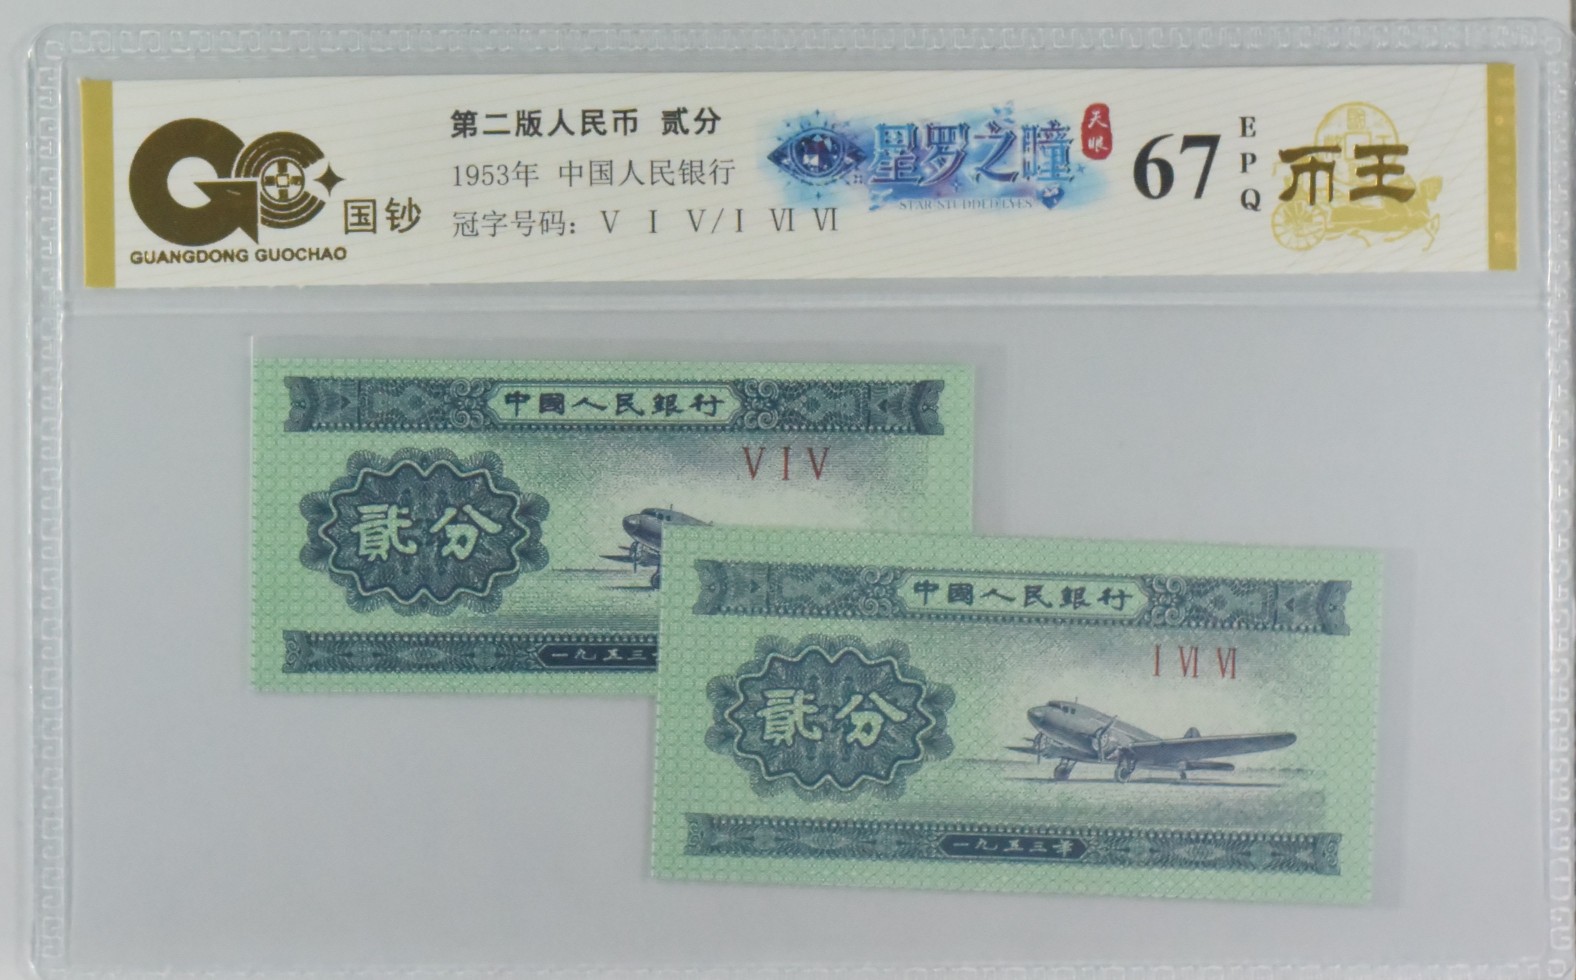 国钞
GUANGDONG GUOCHAO
第二版人民币 贰分
1953年 中国人民银行
冠字号码: V I V/I VI VI
星罗之瞳
天眼
STAR STUDDED EYES
67
EPQ
币王
中國人民銀行
VIV
貳分
一九五三
中國人民銀行
I VI VI
貳分
一九五三年